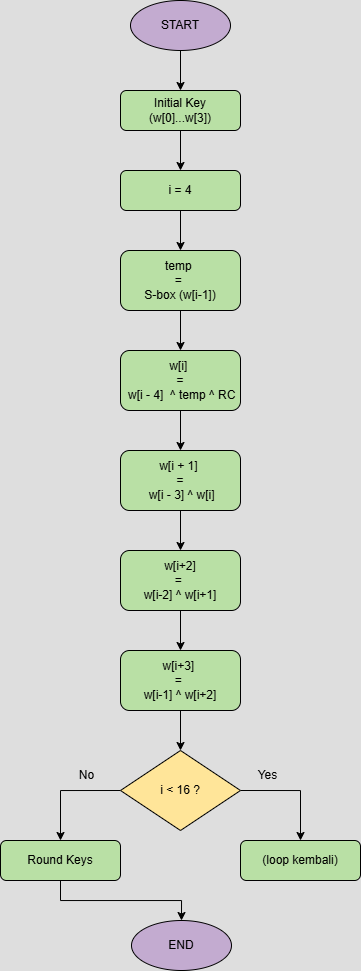 START
Initial Key
(w[0]...w[3])
i = 4
temp
=
S-box (w[i-1])
w[i]
=
w[i - 4]  ^ temp ^ RC
w[i + 1]
=
w[i - 3] ^ w[i]
w[i+2]
=
w[i-2] ^ w[i+1]
w[i+3]
=
w[i-1] ^ w[i+2]
i < 16 ?
No
Yes
Round Keys
(loop kembali)
END